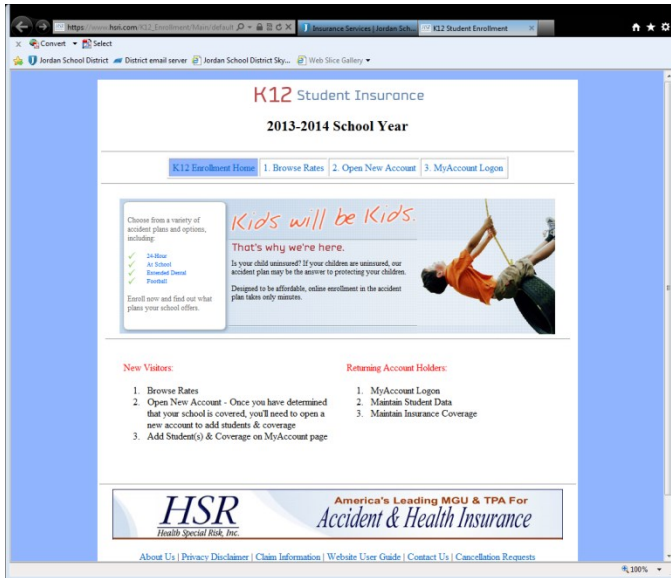 https://www.hsri.com/K12_Enrollment/Main/default
Insurance Services | Jordan Sch...
K12 Student Enrollment
x Convert Select
Jordan School District District email server Jordan School District Sky... Web Slice Gallery
K12 Student Insurance
2013-2014 School Year
K12 Enrollment Home 1. Browse Rates 2. Open New Account 3. MyAccount Logon
Choose from a variety of
accident plans and options,
including:
24-Hour
At School
Extended Dental
Football
Enroll now and find out what
plans your school offers.
Kids will be Kids.
That's why we're here.
Is your child uninsured? If your children are uninsured, our
accident plan may be the answer to protecting your children.
Designed to be affordable, online enrollment in the accident
plan takes only minutes.
New Visitors:
1. Browse Rates
2. Open New Account - Once you have determined
that your school is covered, you'll need to open a
new account to add students & coverage
3. Add Student(s) & Coverage on MyAccount page
Returning Account Holders:
1. MyAccount Logon
2. Maintain Student Data
3. Maintain Insurance Coverage
HSR
Health Special Risk, Inc.
America's Leading MGU & TPA For
Accident & Health Insurance
About Us | Privacy Disclaimer | Claim Information | Website User Guide | Contact Us | Cancellation Requests
100%